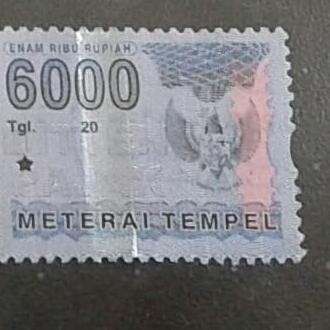 ENAM RIBU RUPIAH
6000
Tgl. 20
METERAI TEMPEL